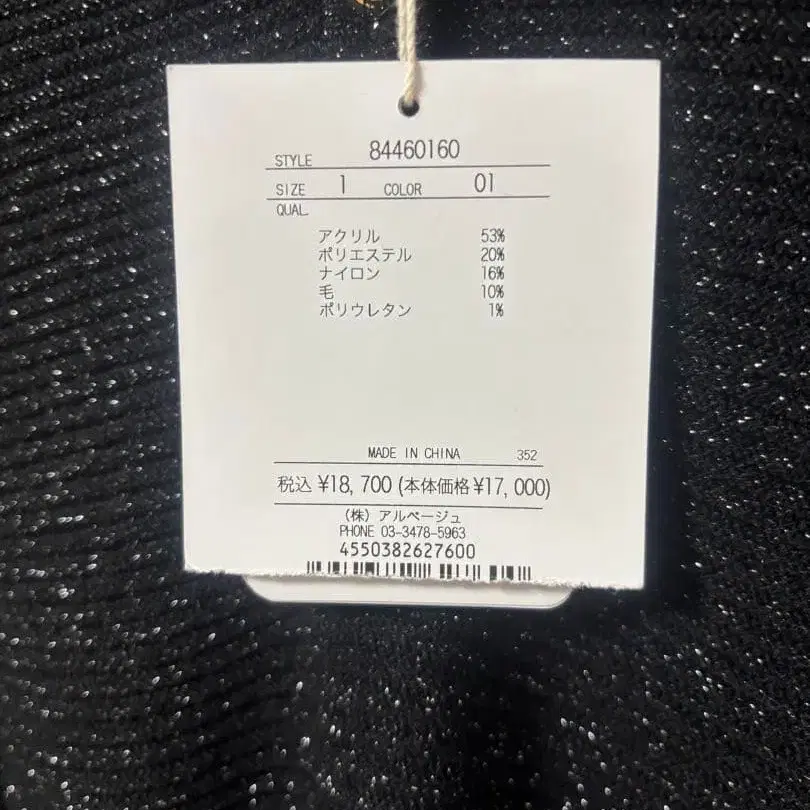 STYLE 84460160
SIZE 1 COLOR 01
QUAL
アクリル 53%
ポリエステル 20%
ナイロン 16%
毛 10%
ポリウレタン 1%
MADE IN CHINA 352
税込 ¥18,700 (本体価格¥17,000)
(株) アルページュ
PHONE 03-3478-5963
4550382627600